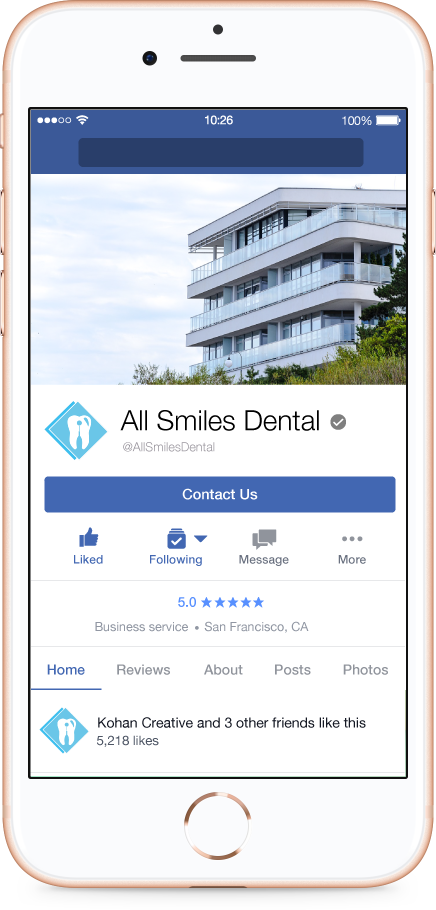 10:26
100%
All Smiles Dental
@AllSmilesDental
Contact Us
Liked
Following
Message
More
5.0
Business service • San Francisco, CA
Home
Reviews
About
Posts
Photos
Kohan Creative and 3 other friends like this
5,218 likes